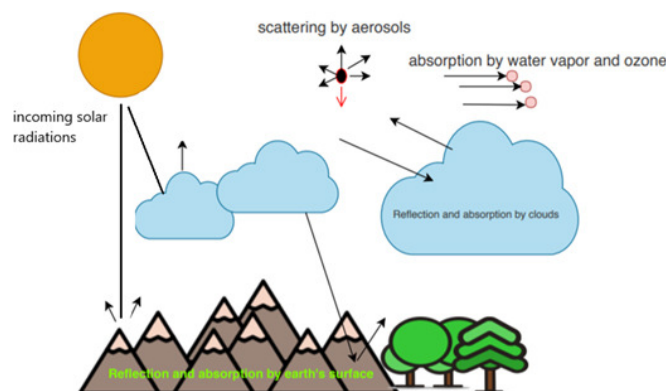 scattering by aerosols
absorption by water vapor and ozone
incoming solar
radiations
Reflection and absorption by clouds
Reflection and absorption by earth's surface